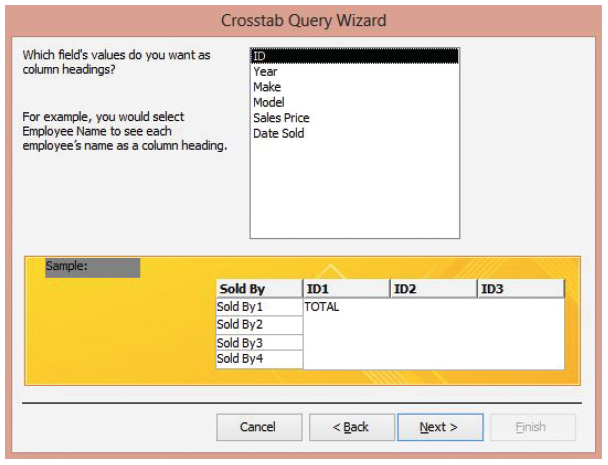 Crosstab Query Wizard
Which field's values do you want as
column headings?
For example, you would select
Employee Name to see each
employee's name as a column heading.
ID
Year
Make
Model
Sales Price
Date Sold
Sample:
Sold By ID1 ID2 ID3
Sold By1 TOTAL
Sold By2
Sold By3
Sold By4
Cancel < Back Next > Finish